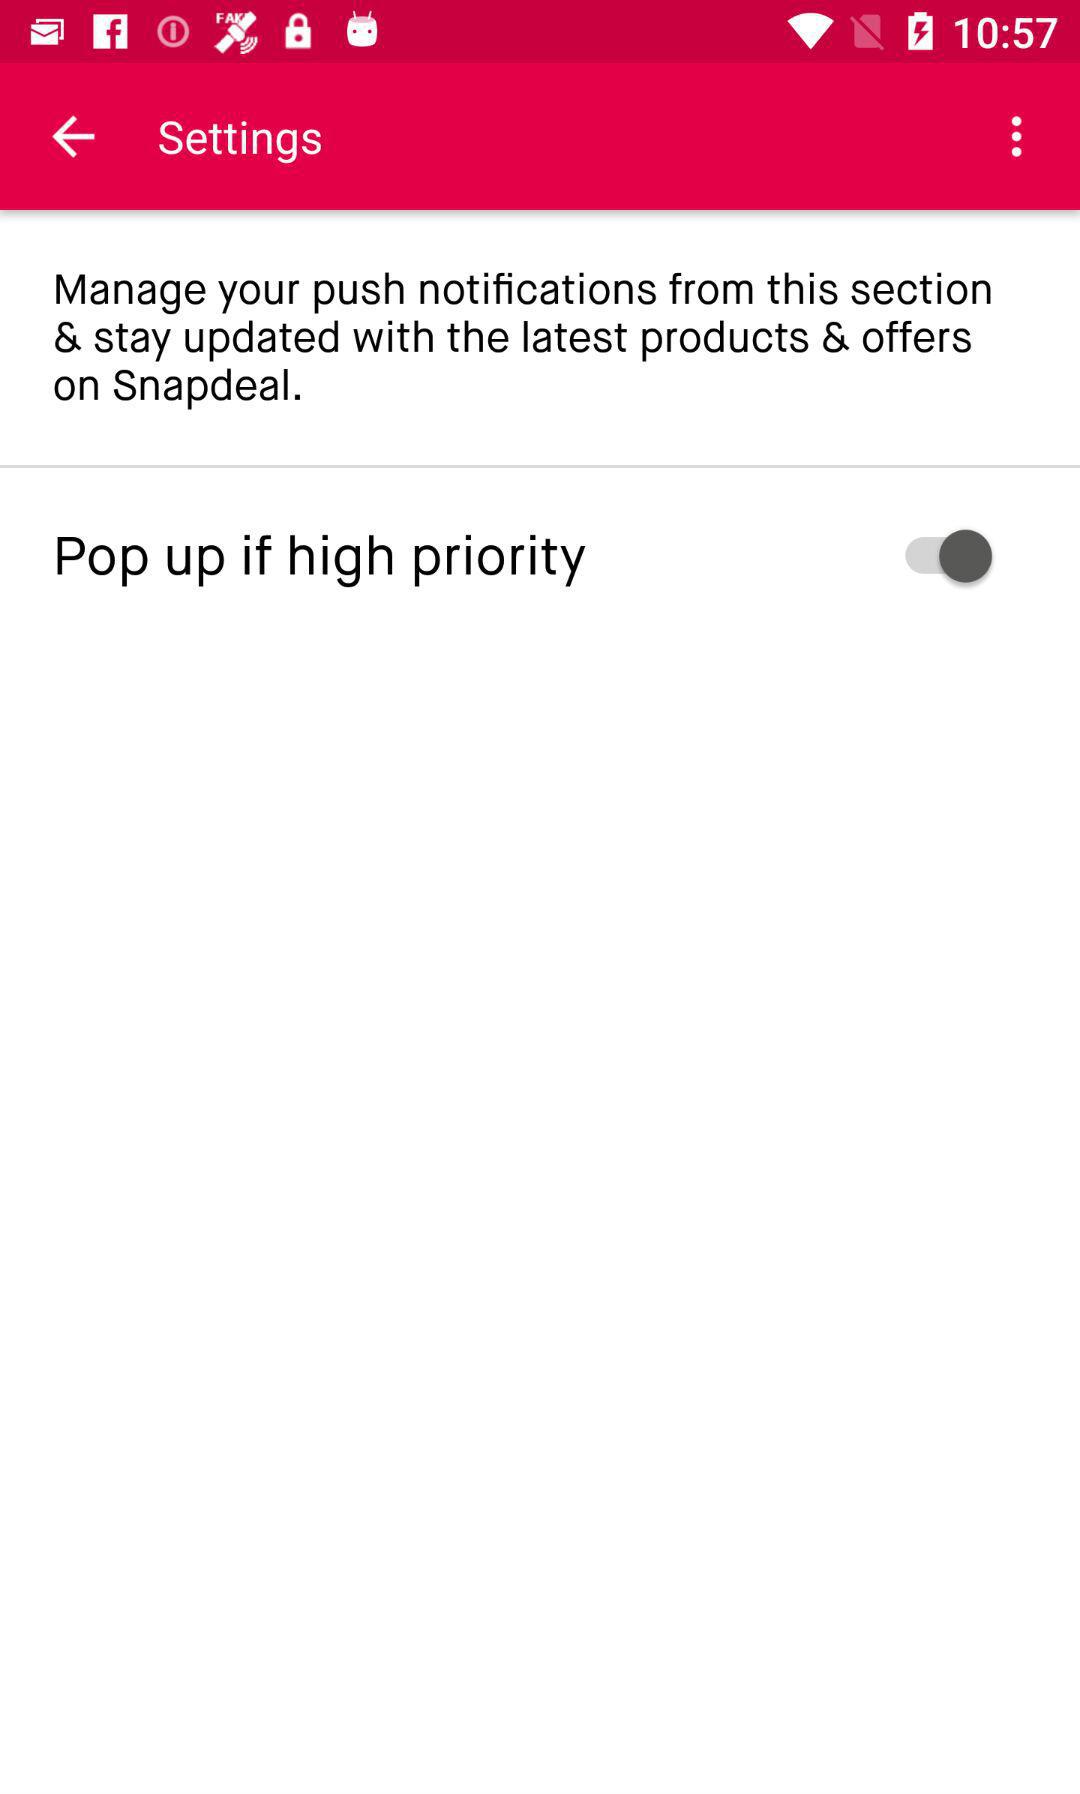 FAKE
10:57
Settings
Manage your push notifications from this section
& stay updated with the latest products & offers
on Snapdeal.
Pop up if high priority